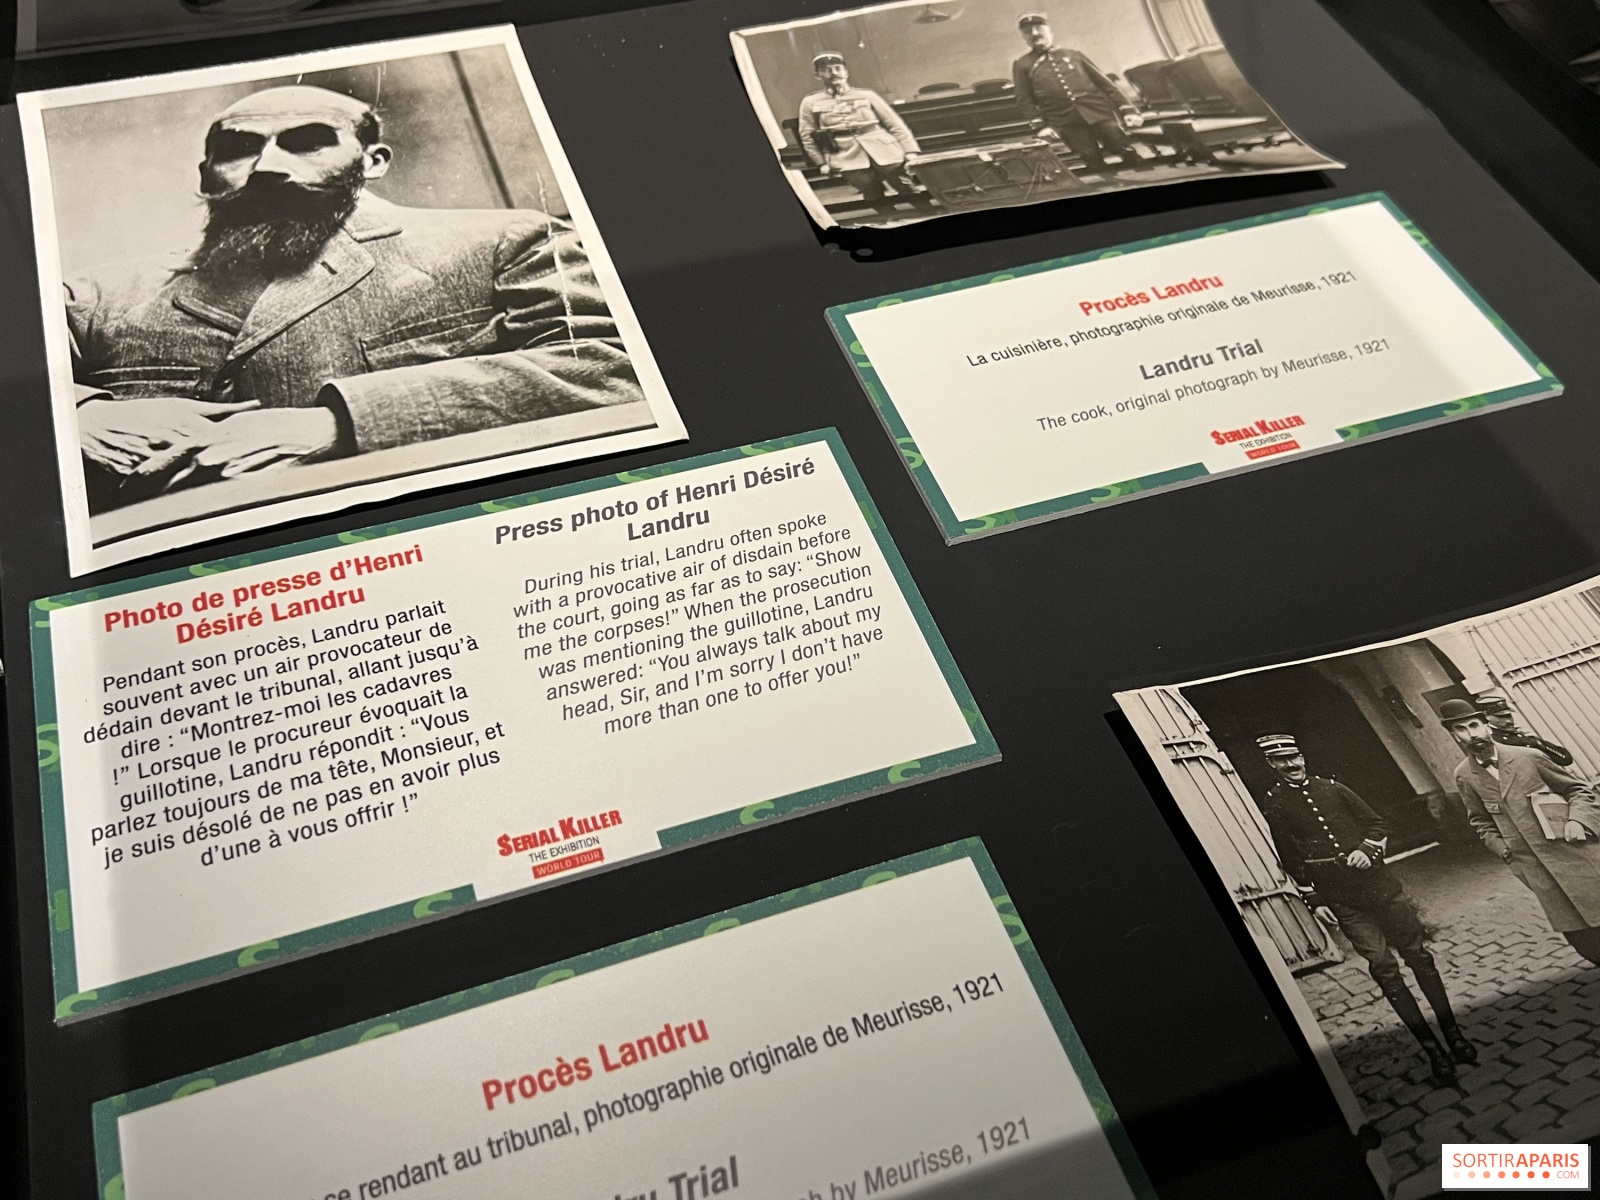 Procès Landru
La cuisinière, photographie originale de Meurisse, 1921
Landru Trial
The cook, original photograph by Meurisse, 1921
SERIAL KILLER
THE EXHIBITION
WORLD TOUR
Photo de presse d'Henri
Désiré Landru
Pendant son procès, Landru parlait
souvent avec un air provocateur de
dédain devant le tribunal, allant jusqu'à
dire : “Montrez-moi les cadavres
!” Lorsque le procureur évoquait la
guillotine, Landru répondit : “Vous
parlez toujours de ma tête, Monsieur, et
je suis désolé de ne pas en avoir plus
d'une à vous offrir !”
Press photo of Henri Désiré
Landru
During his trial, Landru often spoke
with a provocative air of disdain before
the court, going as far as to say: “Show
me the corpses!” When the prosecution
was mentioning the guillotine, Landru
answered: “You always talk about my
head, Sir, and I'm sorry I don't have
more than one to offer you!”
SERIAL KILLER
THE EXHIBITION
WORLD TOUR
Procès Landru
se rendant au tribunal, photographie originale de Meurisse, 1921
Trial
by Meurisse, 1921
SORTIRAPARIS
.COM